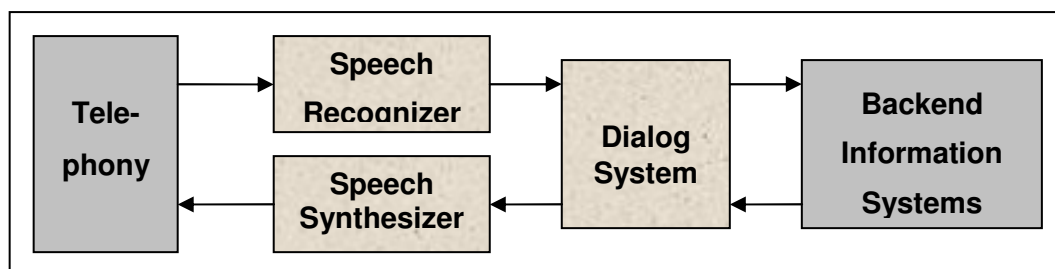 Tele-
phony
Speech
Recognizer
Speech
Synthesizer
Dialog
System
Backend
Information
Systems